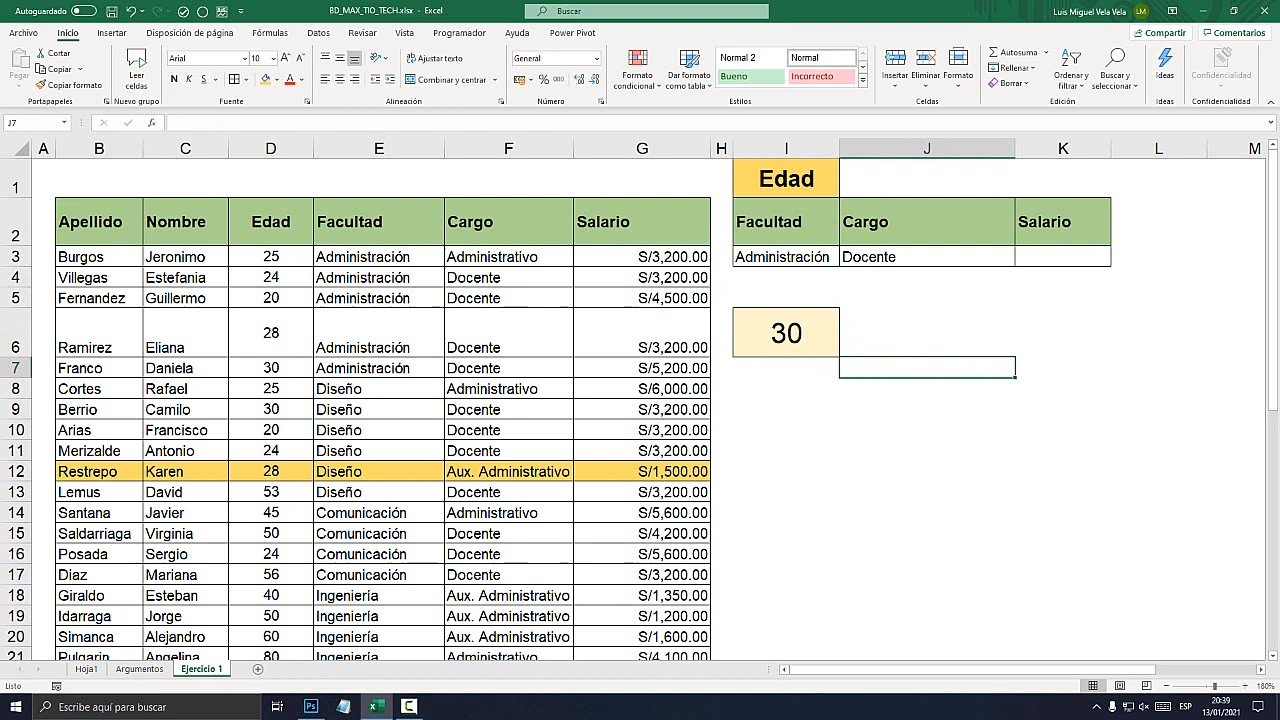 Autoguardado
BD_MAX_TIO_TECH.xlsx - Excel
Buscar
Luis Miguel Vela Vela LM
Archivo Inicio Insertar Disposición de página Fórmulas Datos Revisar Vista Programador Ayuda Power Pivot
Compartir Comentarios
Pegar
Cortar
Copiar
Copiar formato
Portapapeles
Leer celdas
Nuevo grupo
Arial 10
N K S
Fuente
Ajustar texto
Combinar y centrar
Alineación
General
% 000
Número
Formato condicional
Dar formato como tabla
Normal 2 Normal
Bueno Incorrecto
Estilos
Insertar Eliminar Formato
Celdas
Autosuma
Rellenar
Borrar
Ordenar y filtrar
Buscar y seleccionar
Edición
Ideas
Ideas
Confidencialidad
Confidencialidad
J7
fx
A B C D E F G H I J K L M
1 Edad
2 Apellido Nombre Edad Facultad Cargo Salario Facultad Cargo Salario
3 Burgos Jeronimo 25 Administración Administrativo S/3,200.00 Administración Docente
4 Villegas Estefania 24 Administración Docente S/3,200.00
5 Fernandez Guillermo 20 Administración Docente S/4,500.00
6 Ramirez Eliana 28 Administración Docente S/3,200.00 30
7 Franco Daniela 30 Administración Docente S/5,200.00
8 Cortes Rafael 25 Diseño Administrativo S/6,000.00
9 Berrio Camilo 30 Diseño Docente S/3,200.00
10 Arias Francisco 20 Diseño Docente S/3,200.00
11 Merizalde Antonio 24 Diseño Docente S/3,200.00
12 Restrepo Karen 28 Diseño Aux. Administrativo S/1,500.00
13 Lemus David 53 Diseño Docente S/3,200.00
14 Santana Javier 45 Comunicación Administrativo S/5,600.00
15 Saldarriaga Virginia 50 Comunicación Docente S/4,200.00
16 Posada Sergio 24 Comunicación Docente S/5,600.00
17 Diaz Mariana 56 Comunicación Docente S/3,200.00
18 Giraldo Esteban 40 Ingeniería Aux. Administrativo S/1,350.00
19 Idarraga Jorge 50 Ingeniería Aux. Administrativo S/1,200.00
20 Simanca Alejandro 60 Ingeniería Aux. Administrativo S/1,600.00
21 Pulgarin Angelina 80 Ingeniería Administrativo S/4,100.00
Hoja1 Argumentos Ejercicio 1
Listo
180%
Escribe aquí para buscar
ESP
20:39
13/01/2021